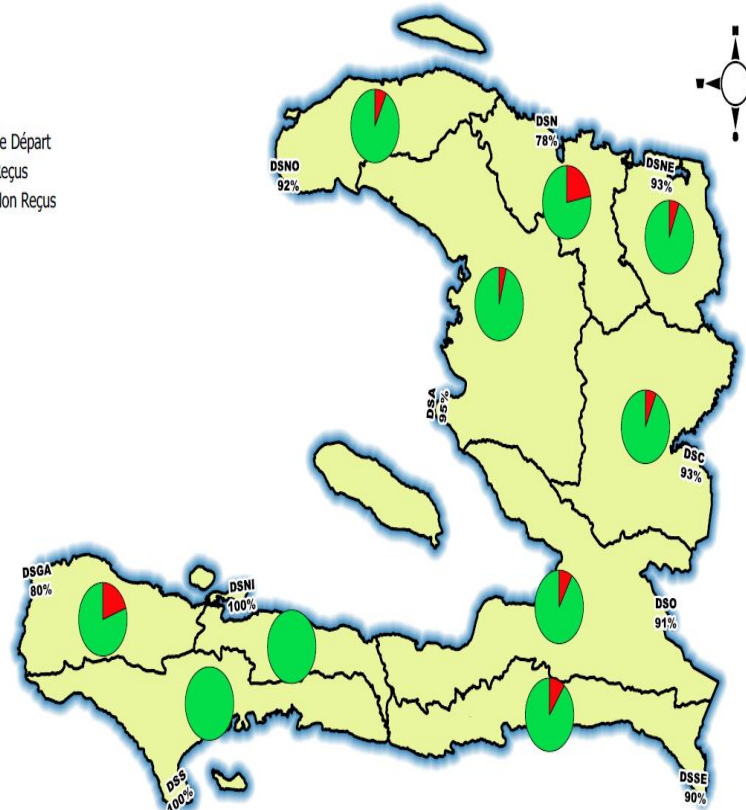 e Départ
eçus
lon Reçus
DSNO
92%
DSN
78%
DSNE
93%
DSA
95%
DSC
93%
DSGA
80%
DSNI
100%
DSO
91%
DSS
100%
DSSE
90%